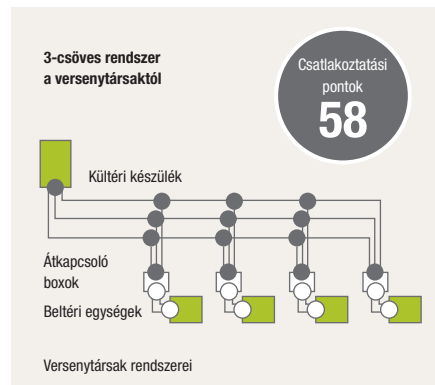 3-csöves rendszer
a versenytársaktól
Csatlakoztatási
pontok
58
Kültéri készülék
Átkapcsoló
boxok
Beltéri egységek
Versenytársak rendszerei